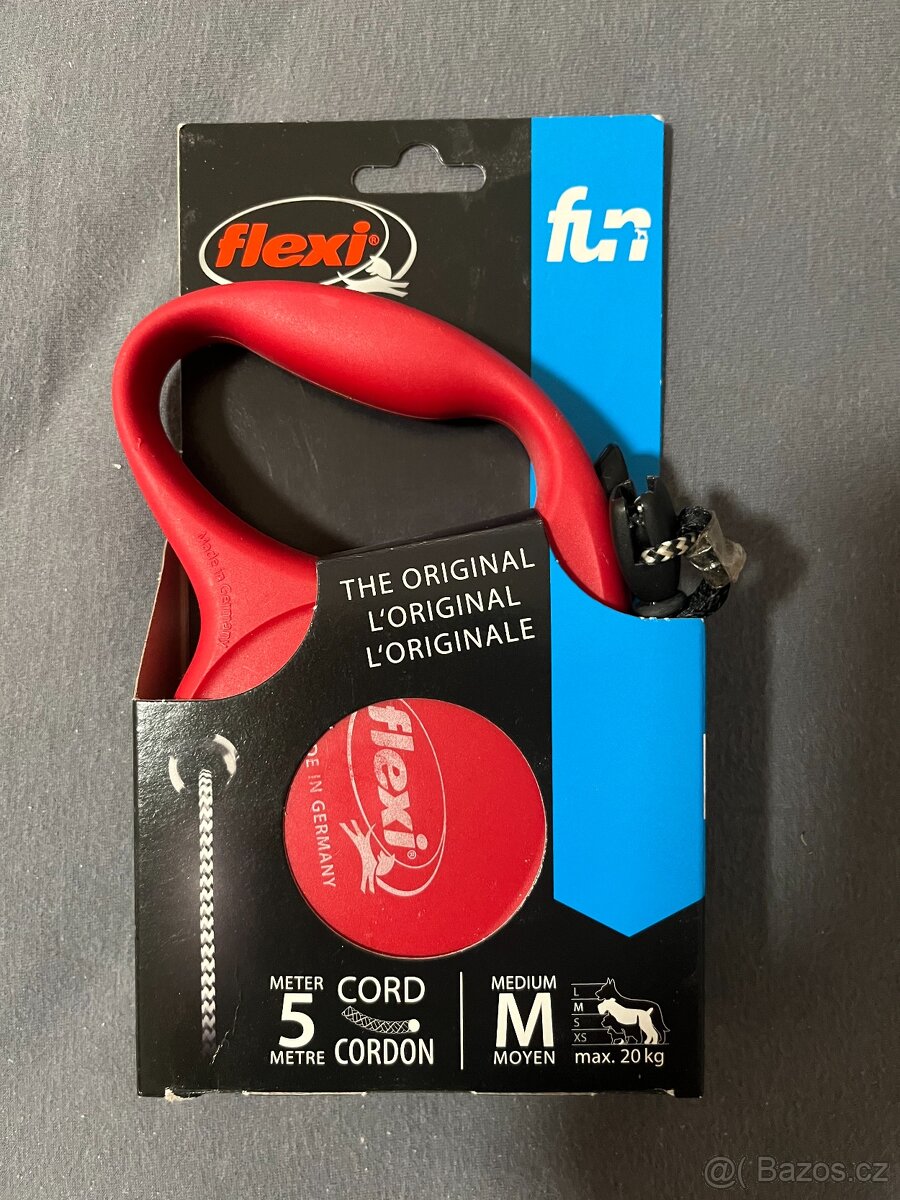 flexi®
fun
Made in Germany
THE ORIGINAL
L'ORIGINAL
L'ORIGINALE
flexi®
DE IN GERMANY
METER
5
METRE
CORD
CORDON
MEDIUM
M
MOYEN
L
M
S
XS
max. 20 kg
@( Bazos.cz